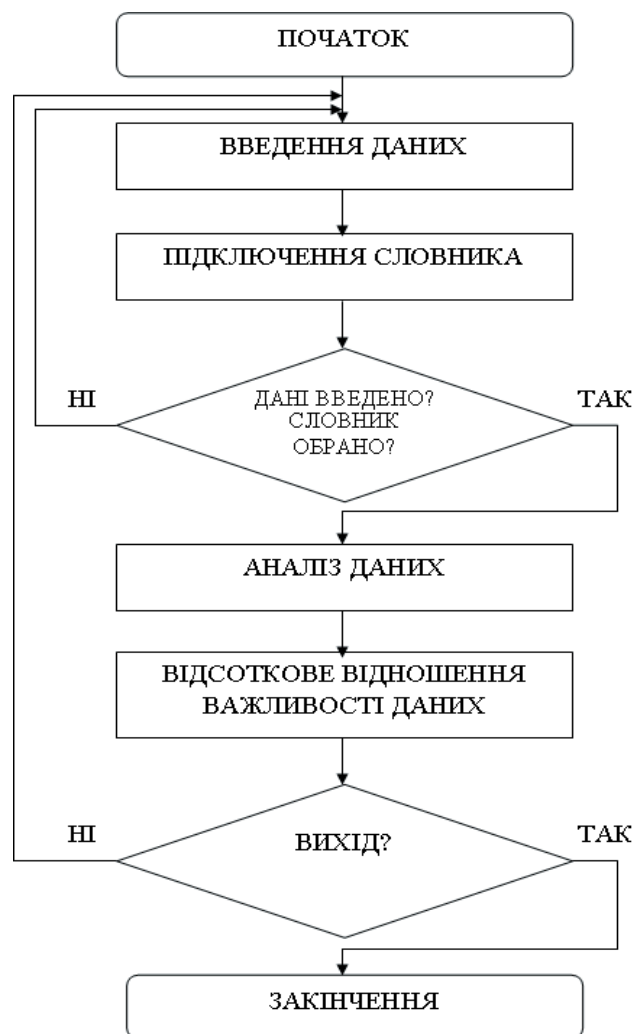 ПОЧАТОК
ВВЕДЕННЯ ДАНИХ
ПІДКЛЮЧЕННЯ СЛОВНИКА
НІ
ДАНІ ВВЕДЕНО?
СЛОВНИК
ОБРАНО?
ТАК
АНАЛІЗ ДАНИХ
ВІДСОТКОВЕ ВІДНОШЕННЯ
ВАЖЛИВОСТІ ДАНИХ
НІ
ВИХІД?
ТАК
ЗАКІНЧЕННЯ